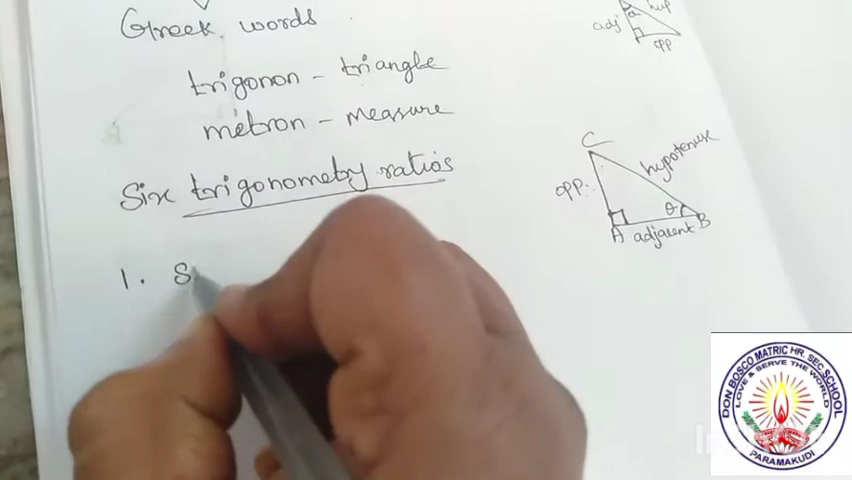 Greek words
trigonon - triangle
metron - measure
Six trigonometry ratios
1. S
adj
hyp
opp
C
opp.
hypotenuse
θ
A adjacent B
DON BOSCO MATRIC HR. SEC SCHOOL
LOVE & SERVE THE WORLD
PARAMAKUDI